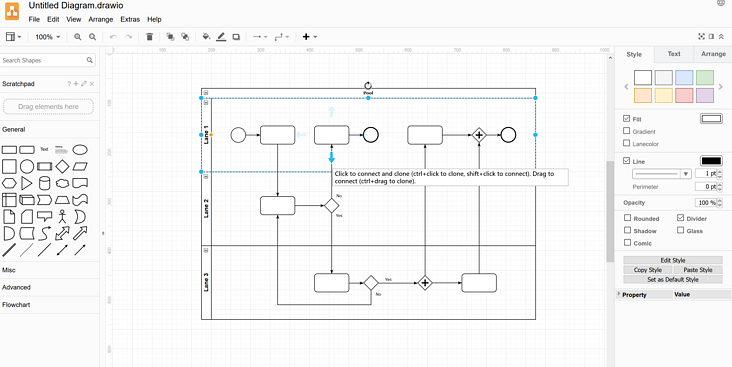 Untitled Diagram.drawio
File Edit View Arrange Extras Help
100%
Search Shapes
Scratchpad
Drag elements here
General
Text
Misc
Advanced
Flowchart
Pool
Lane 1
Click to connect and clone (ctrl+click to clone, shift+click to connect). Drag to
connect (ctrl+drag to clone).
Lane 2
No
Yes
Lane 3
Yes
No
Style Text Arrange
Fill
Gradient
Lanecolor
Line
1 pt
Perimeter 0 pt
Opacity 100 %
Rounded Divider
Shadow Glass
Comic
Edit Style
Copy Style Paste Style
Set as Default Style
Property Value